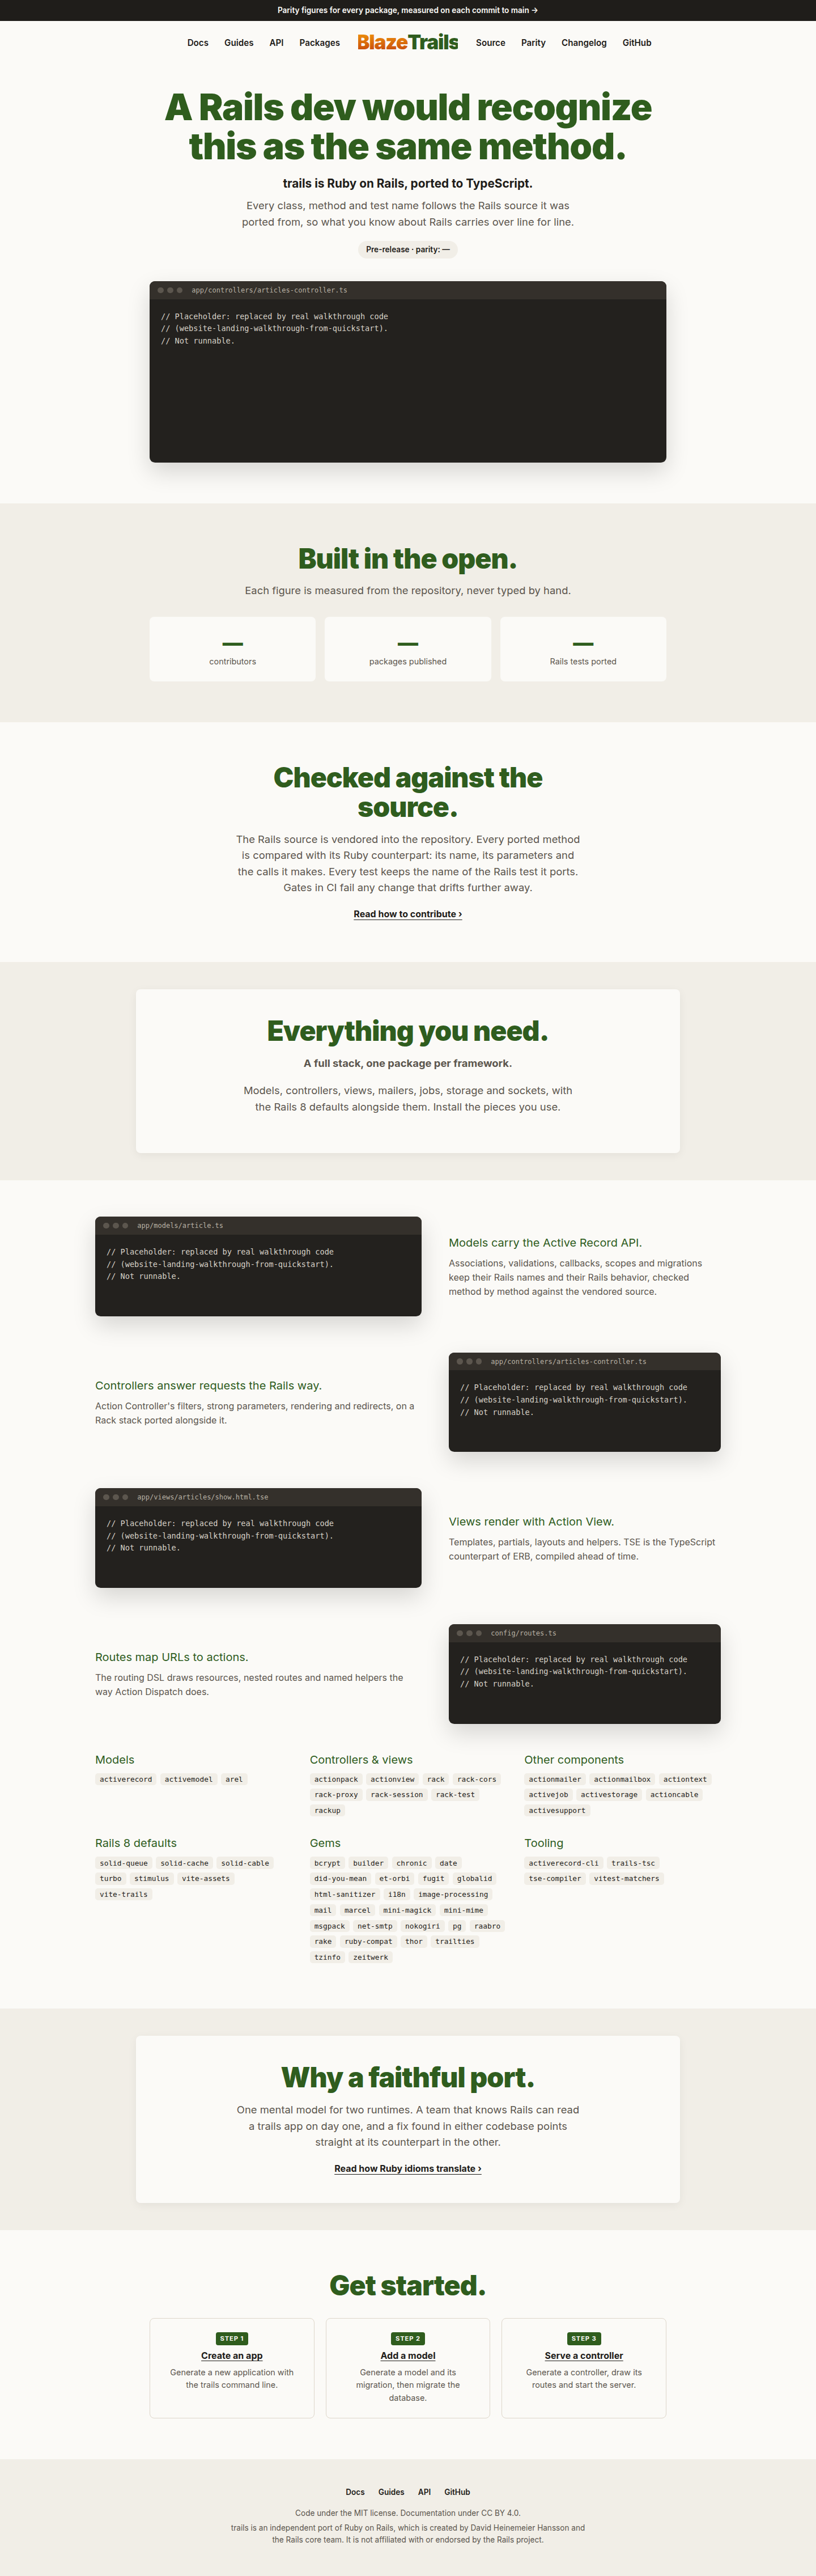 Parity figures for every package, measured on each commit to main →
Docs Guides API Packages BlazeTrails Source Parity Changelog GitHub
A Rails dev would recognize
this as the same method.
trails is Ruby on Rails, ported to TypeScript.
Every class, method and test name follows the Rails source it was
ported from, so what you know about Rails carries over line for line.
Pre-release · parity: —
app/controllers/articles-controller.ts
// Placeholder: replaced by real walkthrough code
// (website-landing-walkthrough-from-quickstart).
// Not runnable.
Built in the open.
Each figure is measured from the repository, never typed by hand.
— — —
contributors packages published Rails tests ported
Checked against the
source.
The Rails source is vendored into the repository. Every ported method
is compared with its Ruby counterpart: its name, its parameters and
the calls it makes. Every test keeps the name of the Rails test it ports.
Gates in CI fail any change that drifts further away.
Read how to contribute ›
Everything you need.
A full stack, one package per framework.
Models, controllers, views, mailers, jobs, storage and sockets, with
the Rails 8 defaults alongside them. Install the pieces you use.
app/models/article.ts
// Placeholder: replaced by real walkthrough code
// (website-landing-walkthrough-from-quickstart).
// Not runnable.
Models carry the Active Record API.
Associations, validations, callbacks, scopes and migrations
keep their Rails names and their Rails behavior, checked
method by method against the vendored source.
Controllers answer requests the Rails way.
Action Controller's filters, strong parameters, rendering and redirects, on a
Rack stack ported alongside it.
app/controllers/articles-controller.ts
// Placeholder: replaced by real walkthrough code
// (website-landing-walkthrough-from-quickstart).
// Not runnable.
app/views/articles/show.html.tse
// Placeholder: replaced by real walkthrough code
// (website-landing-walkthrough-from-quickstart).
// Not runnable.
Views render with Action View.
Templates, partials, layouts and helpers. TSE is the TypeScript
counterpart of ERB, compiled ahead of time.
Routes map URLs to actions.
The routing DSL draws resources, nested routes and named helpers the
way Action Dispatch does.
config/routes.ts
// Placeholder: replaced by real walkthrough code
// (website-landing-walkthrough-from-quickstart).
// Not runnable.
Models
activerecord activemodel arel
Controllers & views
actionpack actionview rack rack-cors
rack-proxy rack-session rack-test
rackup
Other components
actionmailer actionmailbox actiontext
activejob activestorage actioncable
activesupport
Rails 8 defaults
solid-queue solid-cache solid-cable
turbo stimulus vite-assets
vite-trails
Gems
bcrypt builder chronic date
did-you-mean et-orbi fugit globalid
html-sanitizer i18n image-processing
mail marcel mini-magick mini-mime
msgpack net-smtp nokogiri pg raabro
rake ruby-compat thor trailties
tzinfo zeitwerk
Tooling
activerecord-cli trails-tsc
tse-compiler vitest-matchers
Why a faithful port.
One mental model for two runtimes. A team that knows Rails can read
a trails app on day one, and a fix found in either codebase points
straight at its counterpart in the other.
Read how Ruby idioms translate ›
Get started.
STEP 1
Create an app
Generate a new application with
the trails command line.
STEP 2
Add a model
Generate a model and its
migration, then migrate the
database.
STEP 3
Serve a controller
Generate a controller, draw its
routes and start the server.
Docs Guides API GitHub
Code under the MIT license. Documentation under CC BY 4.0.
trails is an independent port of Ruby on Rails, which is created by David Heinemeier Hansson and
the Rails core team. It is not affiliated with or endorsed by the Rails project.